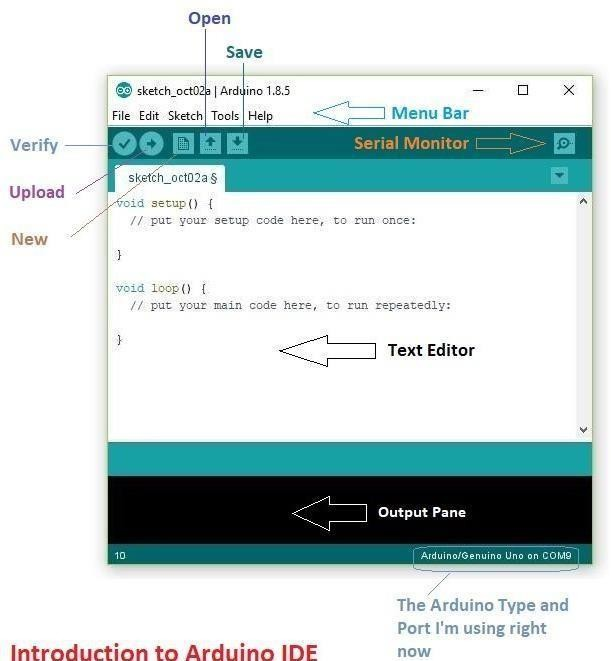 Open
Save
sketch_oct02a | Arduino 1.8.5
File Edit Sketch Tools Help
Menu Bar
Verify
Serial Monitor
Upload
sketch_oct02a §
New
void setup() {
// put your setup code here, to run once:
}
void loop() {
// put your main code here, to run repeatedly:
}
Text Editor
Output Pane
10
Arduino/Genuino Uno on COM9
The Arduino Type and
Port I'm using right
now
Introduction to Arduino IDE